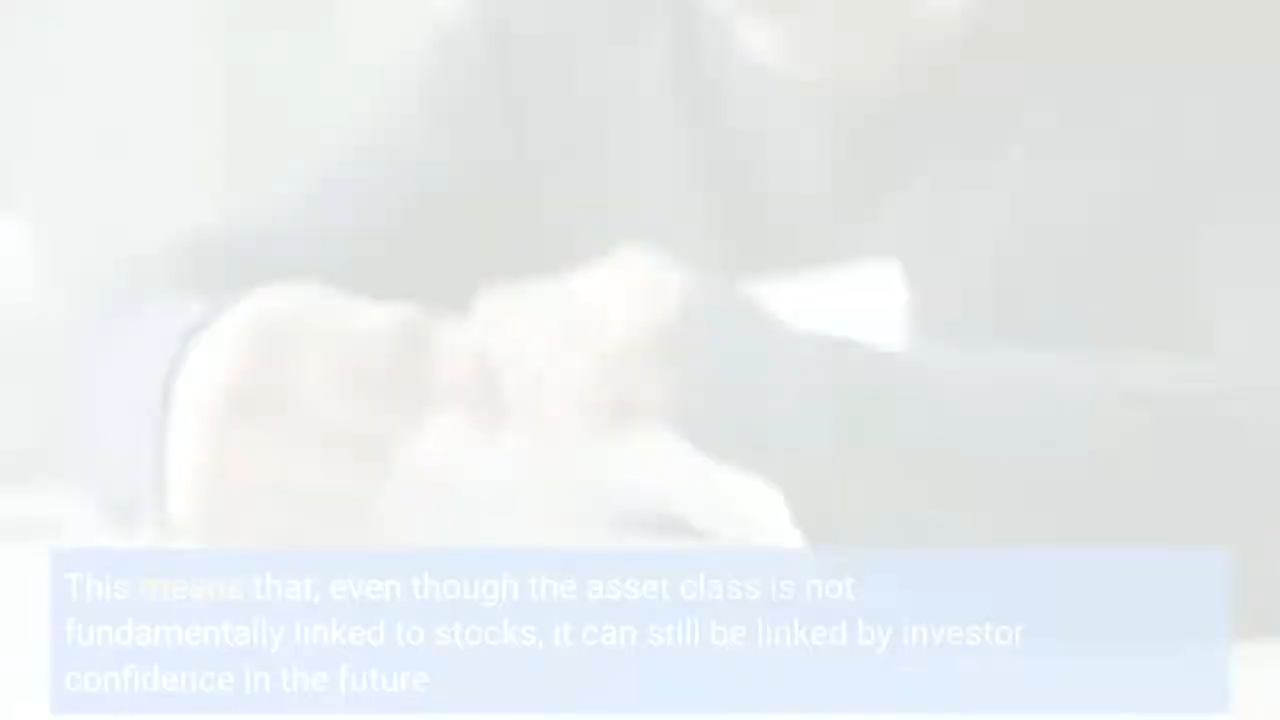 This means that, even though the asset class is not
fundamentally linked to stocks, it can still be linked by investor
confidence in the future